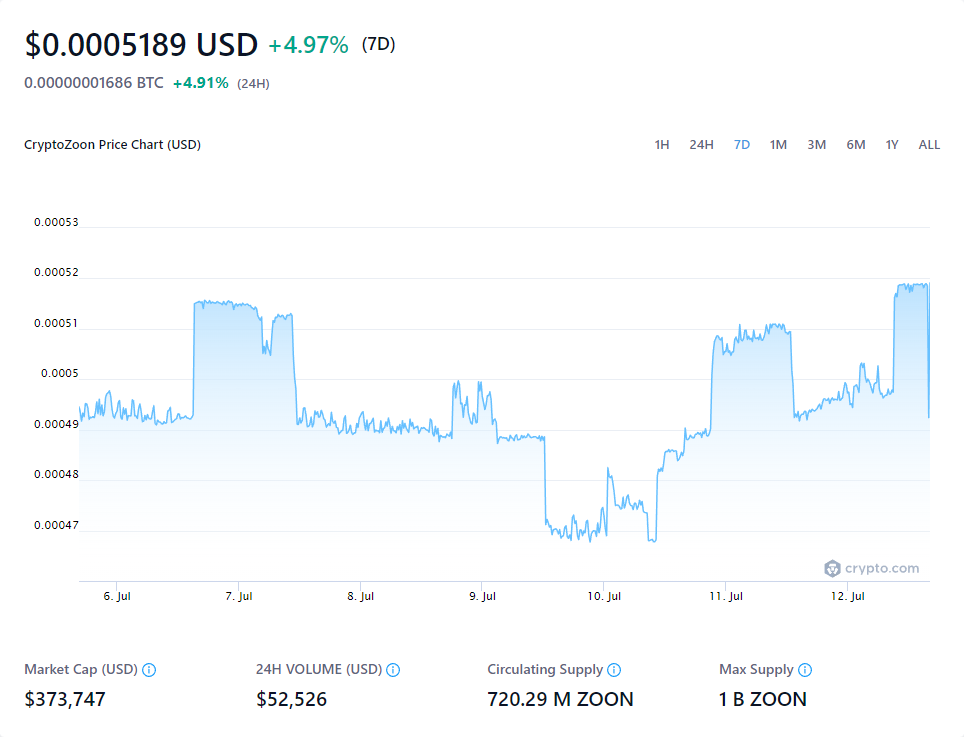 $0.0005189 USD +4.97% (7D)
0.00000001686 BTC +4.91% (24H)
CryptoZoon Price Chart (USD) 1H 24H 7D 1M 3M 6M 1Y ALL
0.00053
0.00052
0.00051
0.0005
0.00049
0.00048
0.00047
crypto.com
6. Jul 7. Jul 8. Jul 9. Jul 10. Jul 11. Jul 12. Jul
Market Cap (USD) 24H VOLUME (USD) Circulating Supply Max Supply
$373,747 $52,526 720.29 M ZOON 1 B ZOON